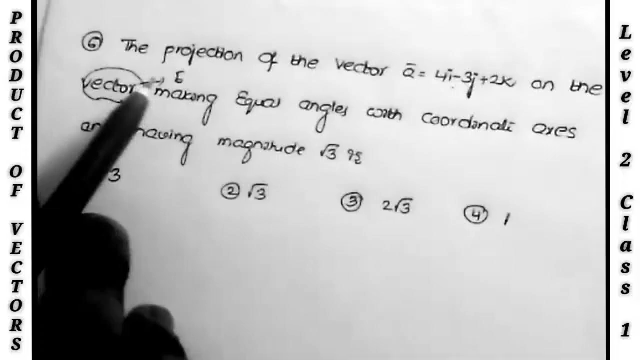 PRODUCT OF VECTORS
⑥ The projection of the vector ā = 4i-3j+2k on the
vector b making Equal angles with coordinate axes
and having magnitude √3 is
3 ② √3 ③ 2√3 ④ 1
Level 2 Class 1